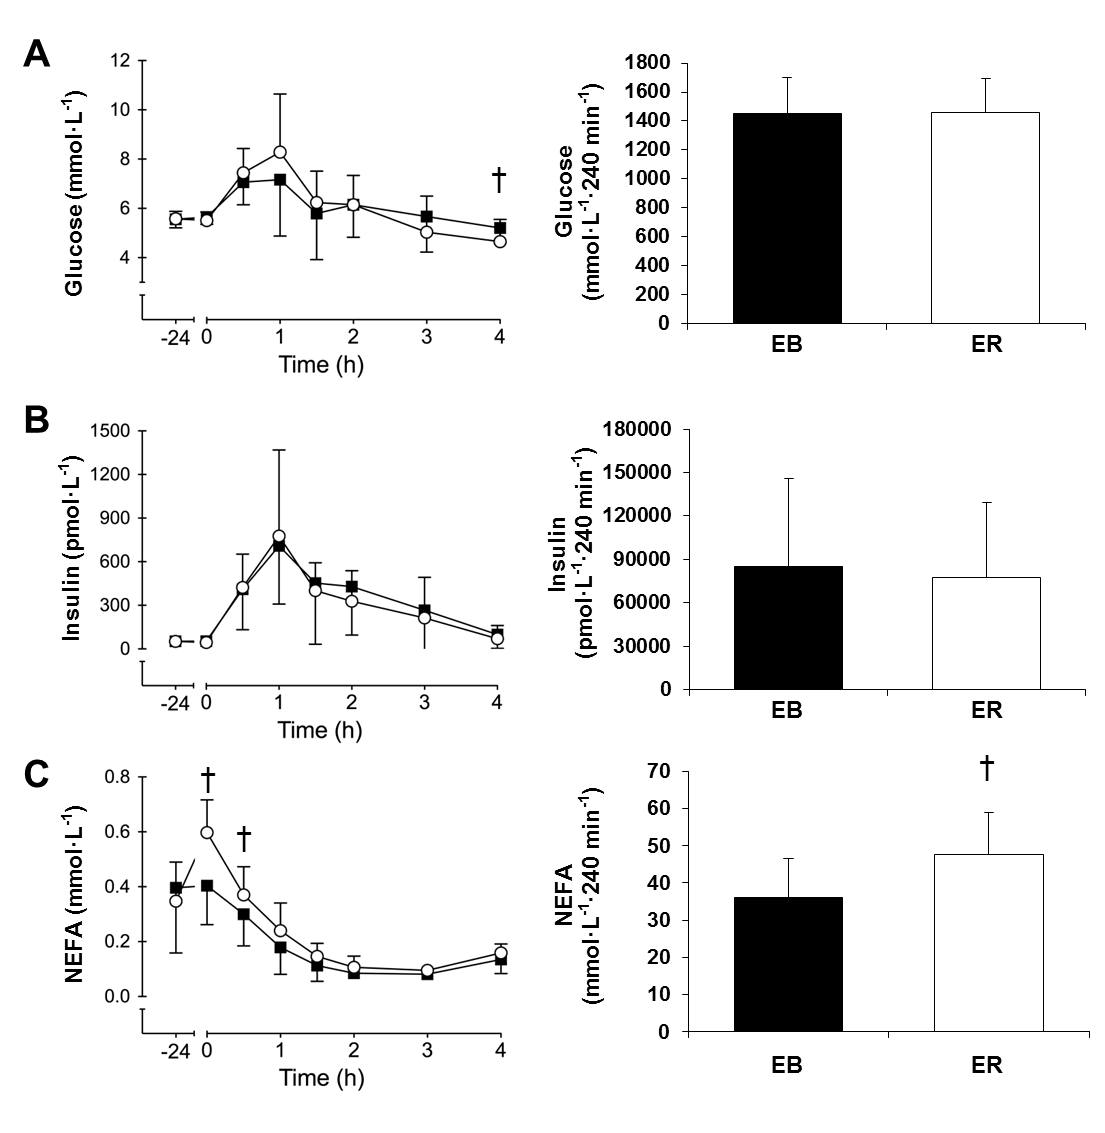 A
Glucose (mmol·L⁻¹)
12
10
8
6
4
†
-24 0 1 2 3 4
Time (h)
Glucose
(mmol·L⁻¹·240 min⁻¹)
1800
1600
1400
1200
1000
800
600
400
200
0
EB ER
B
Insulin (pmol·L⁻¹)
1500
1200
900
600
300
0
-24 0 1 2 3 4
Time (h)
Insulin
(pmol·L⁻¹·240 min⁻¹)
180000
150000
120000
90000
60000
30000
0
EB ER
C
NEFA (mmol·L⁻¹)
0.8
0.6
0.4
0.2
0.0
†
†
-24 0 1 2 3 4
Time (h)
NEFA
(mmol·L⁻¹·240 min⁻¹)
70
60
50
40
30
20
10
0
†
EB ER